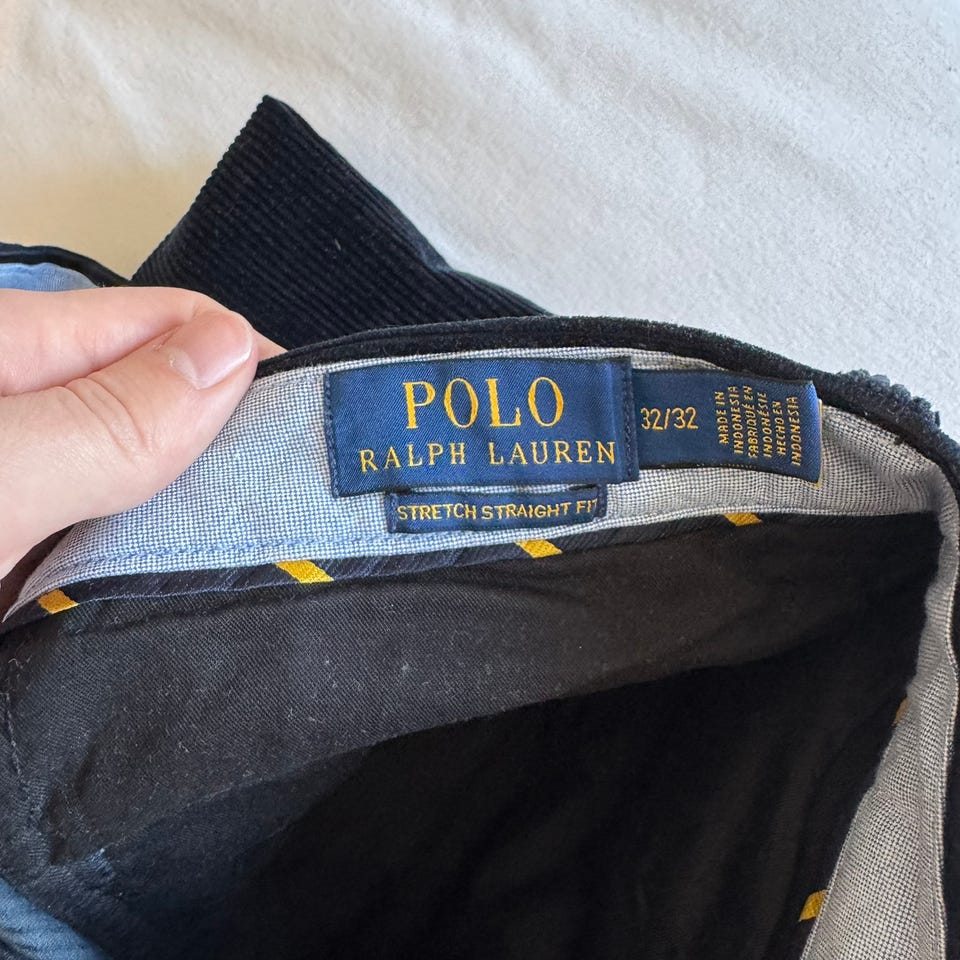 POLO
RALPH LAUREN
STRETCH STRAIGHT FIT
32/32
MADE IN
INDONESIA
FABRIQUÉ EN
INDONÉSIE
HECHO EN
INDONESIA